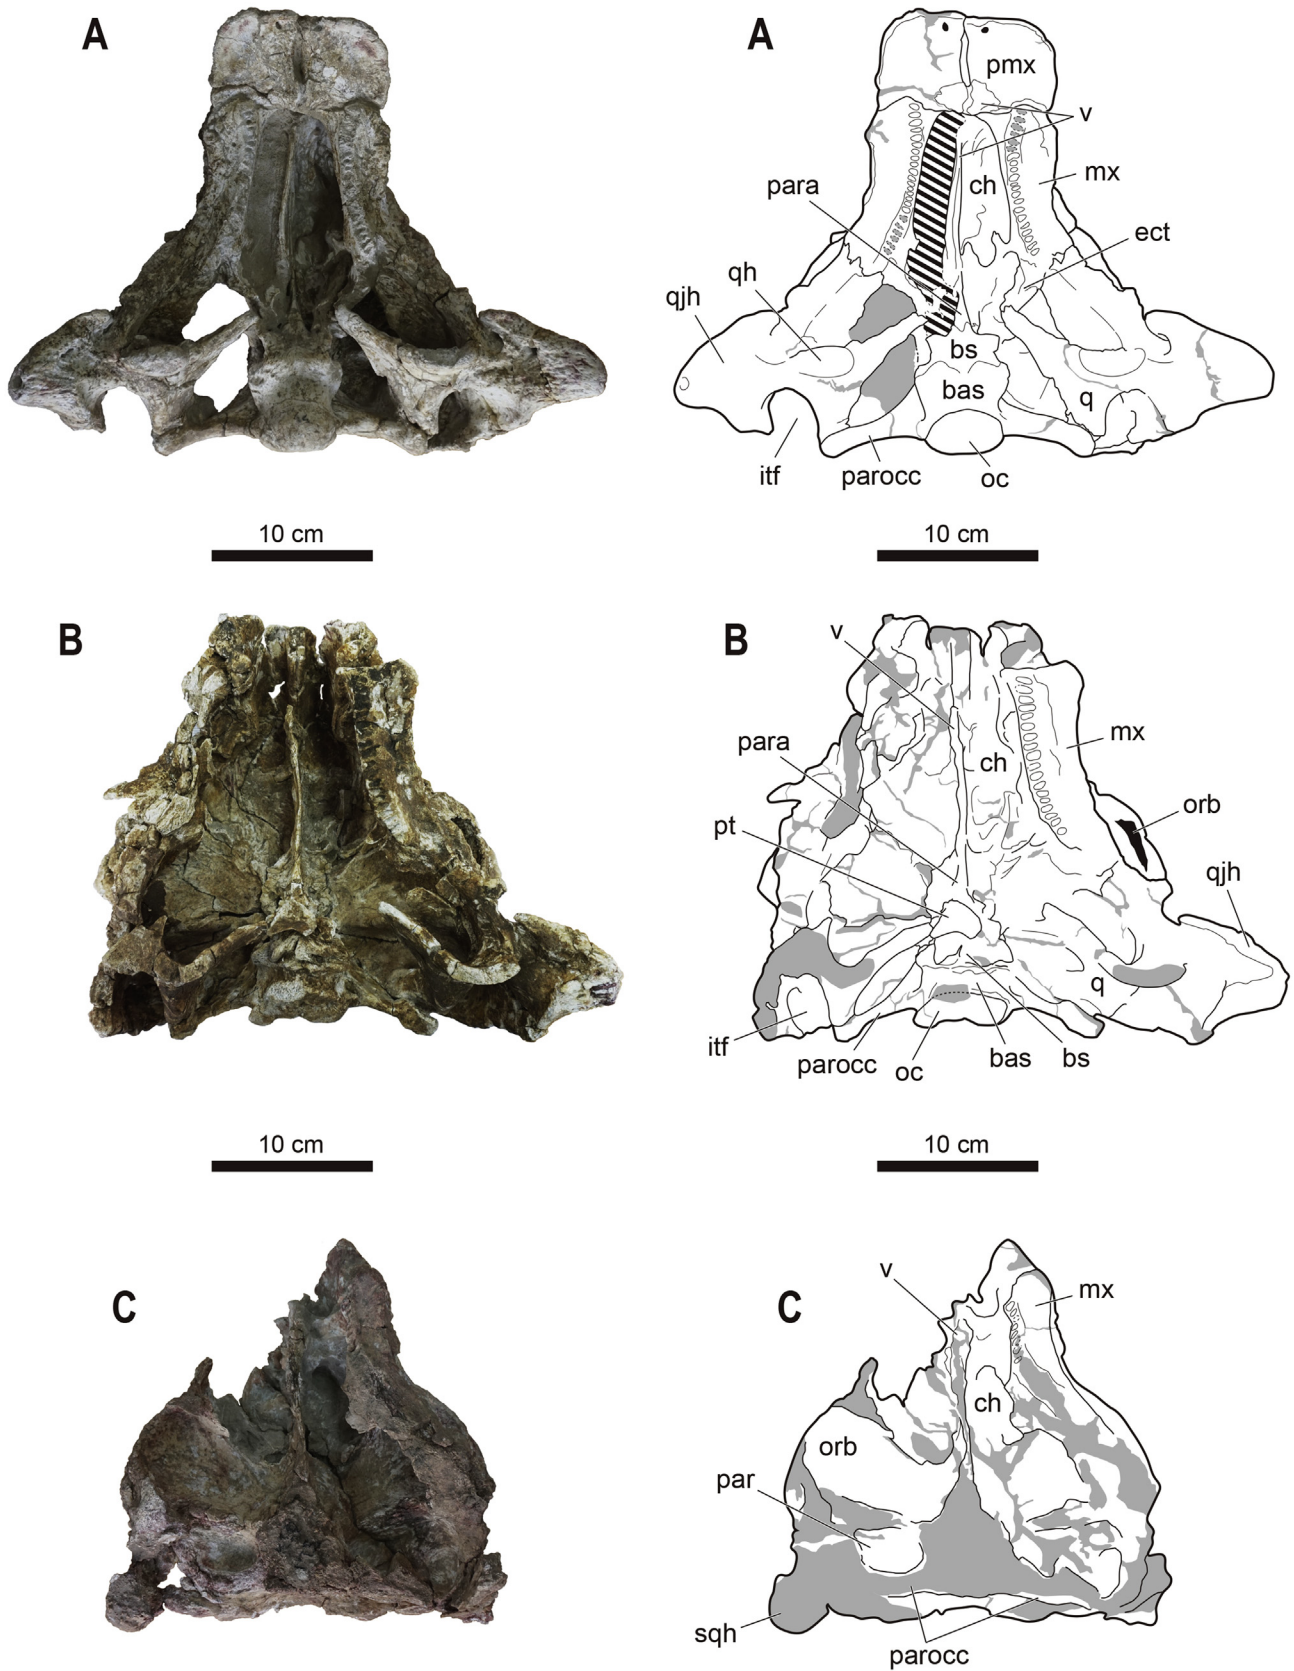 A
A
pmx
v
para
mx
ch
ect
qh
qjh
bs
bas
q
itf
parocc
oc
10 cm
10 cm
B
B
v
para
mx
ch
orb
pt
qjh
q
itf
parocc
oc
bas
bs
10 cm
10 cm
C
C
v
mx
ch
orb
par
sqh
parocc